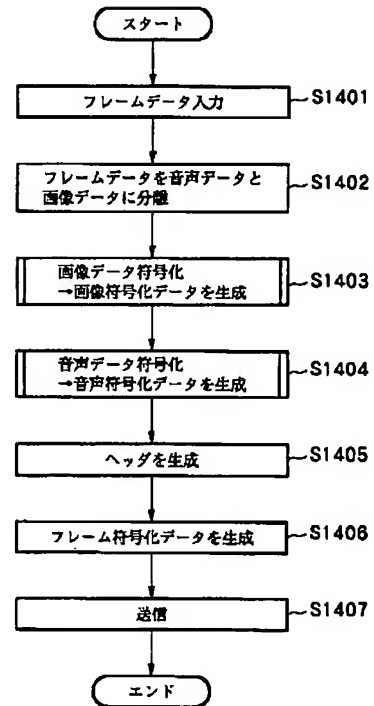 スタート
フレームデータ入力
S1401
フレームデータを音声データと
画像データに分離
S1402
画像データ符号化
→画像符号化データを生成
S1403
音声データ符号化
→音声符号化データを生成
S1404
ヘッダを生成
S1405
フレーム符号化データを生成
S1406
送信
S1407
エンド